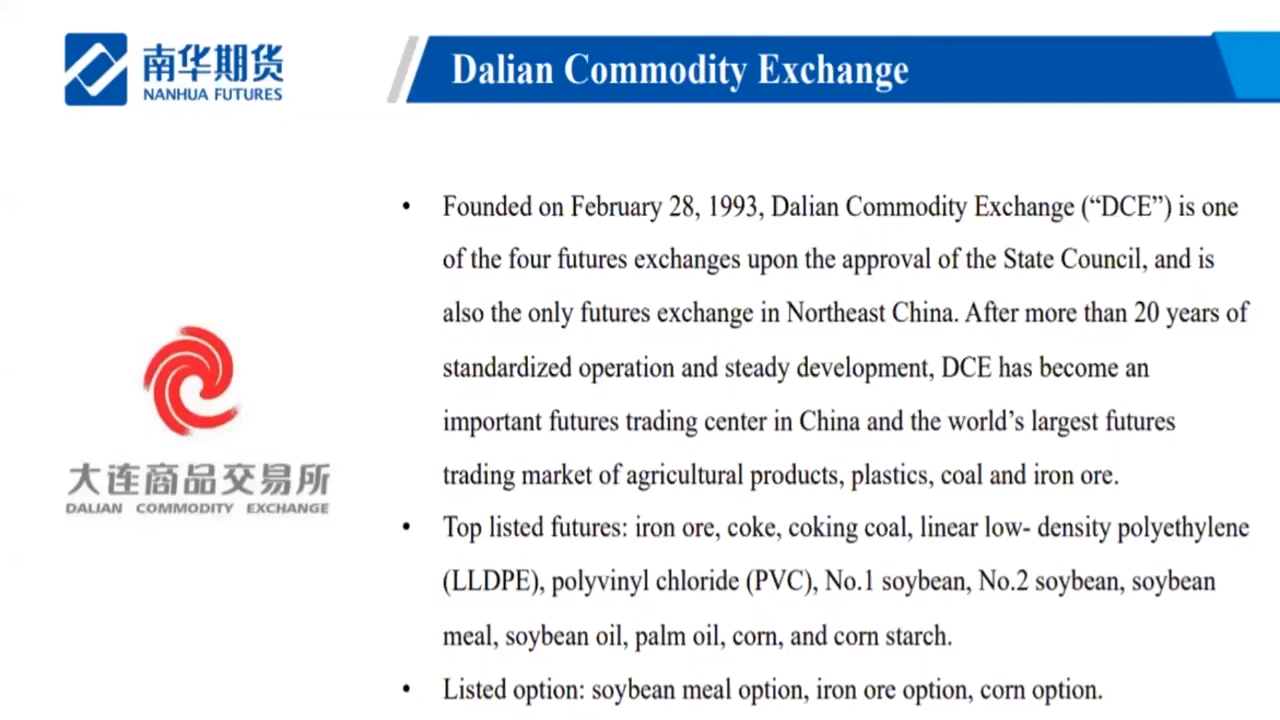 南华期货
NANHUA FUTURES
Dalian Commodity Exchange
大连商品交易所
DALIAN COMMODITY EXCHANGE
• Founded on February 28, 1993, Dalian Commodity Exchange (“DCE”) is one
of the four futures exchanges upon the approval of the State Council, and is
also the only futures exchange in Northeast China. After more than 20 years of
standardized operation and steady development, DCE has become an
important futures trading center in China and the world’s largest futures
trading market of agricultural products, plastics, coal and iron ore.
• Top listed futures: iron ore, coke, coking coal, linear low- density polyethylene
(LLDPE), polyvinyl chloride (PVC), No.1 soybean, No.2 soybean, soybean
meal, soybean oil, palm oil, corn, and corn starch.
• Listed option: soybean meal option, iron ore option, corn option.